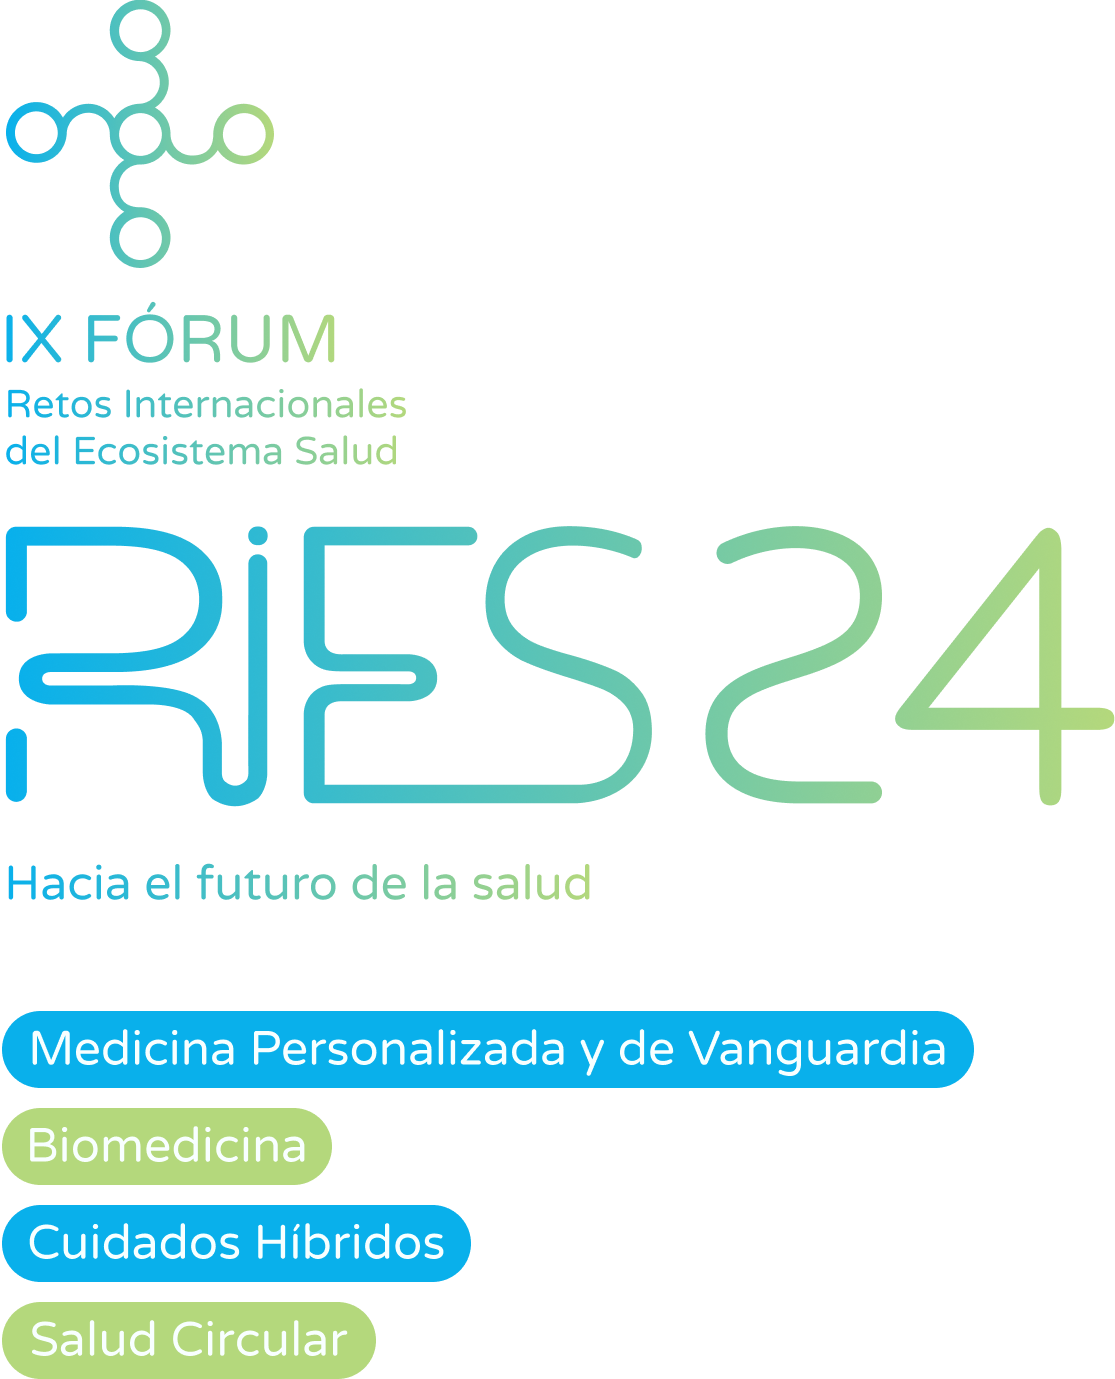 IX FÓRUM
Retos Internacionales
del Ecosistema Salud
RiES24
Hacia el futuro de la salud
Medicina Personalizada y de Vanguardia
Biomedicina
Cuidados Híbridos
Salud Circular